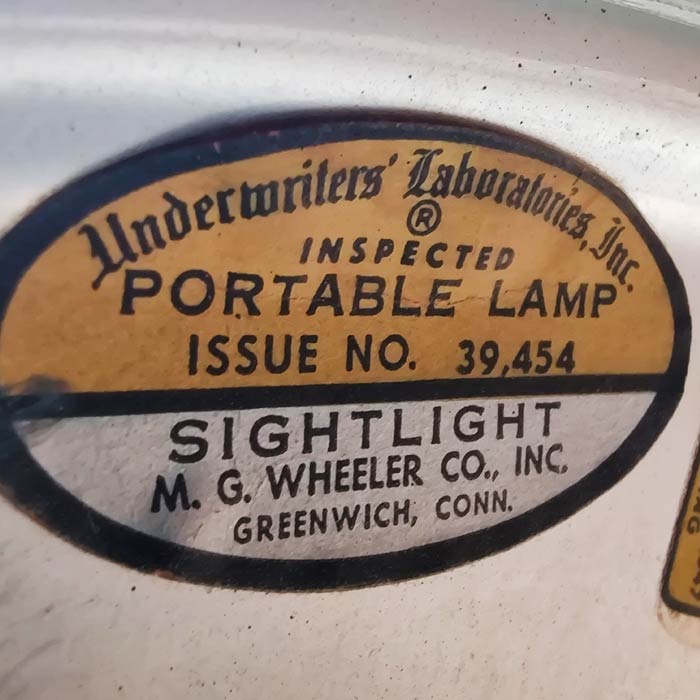 Underwriters' Laboratories, Inc.
®
INSPECTED
PORTABLE LAMP
ISSUE NO. 39,454
SIGHTLIGHT
M. G. WHEELER CO., INC.
GREENWICH, CONN.